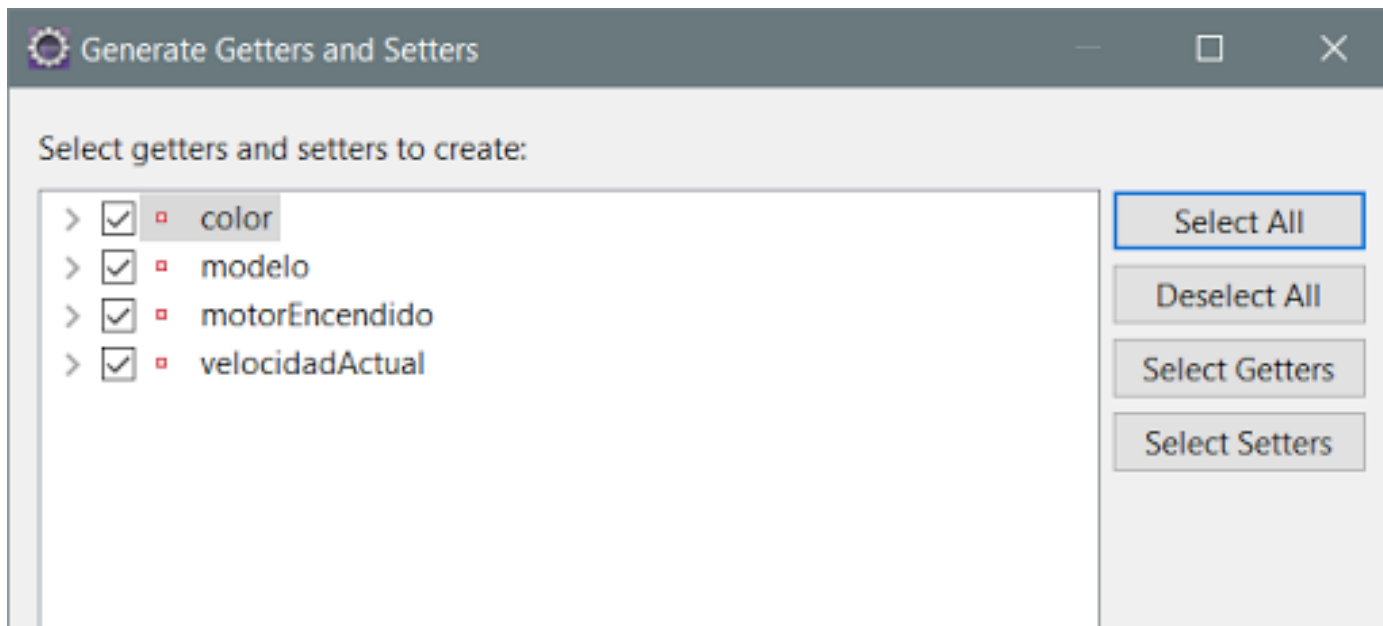 Generate Getters and Setters
Select getters and setters to create:
color
modelo
motorEncendido
velocidadActual
Select All
Deselect All
Select Getters
Select Setters